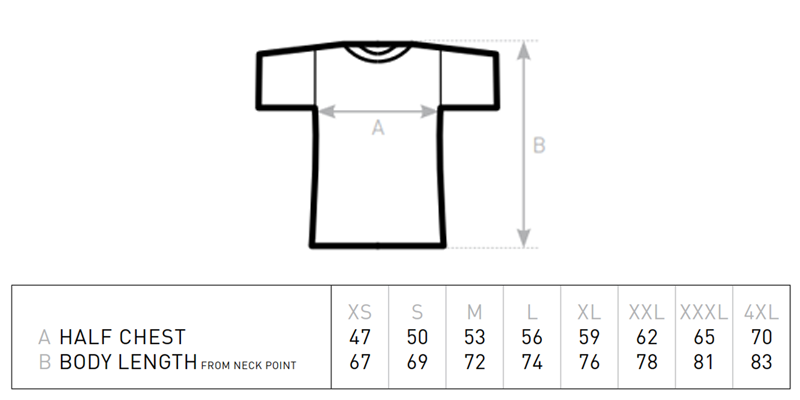 A
B
XS S M L XL XXL XXXL 4XL
A HALF CHEST 47 50 53 56 59 62 65 70
B BODY LENGTH FROM NECK POINT 67 69 72 74 76 78 81 83